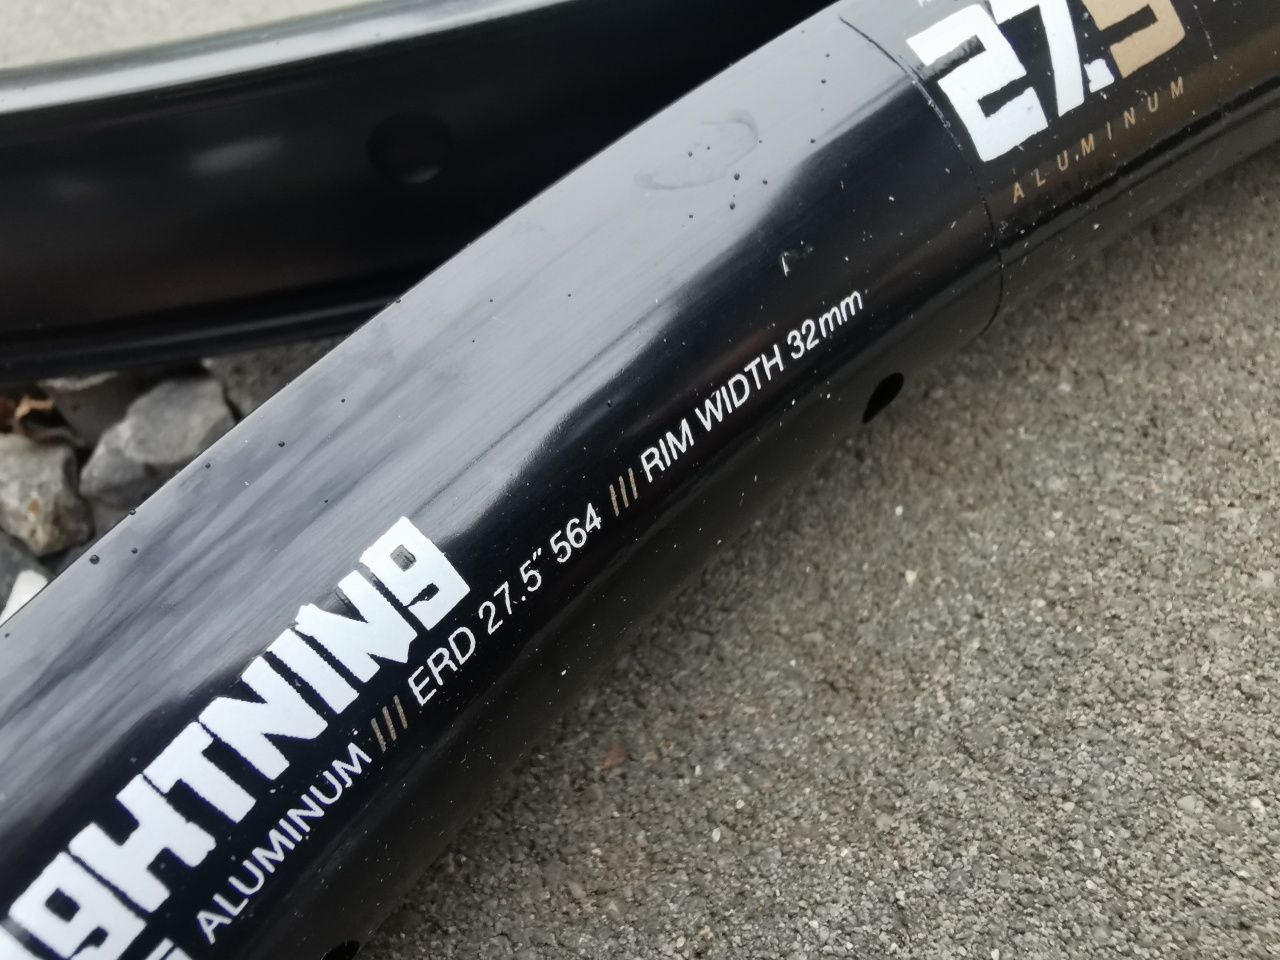 27.5
ALUMINUM
GHTNING
ALUMINUM /// ERD 27.5” 564 /// RIM WIDTH 32mm